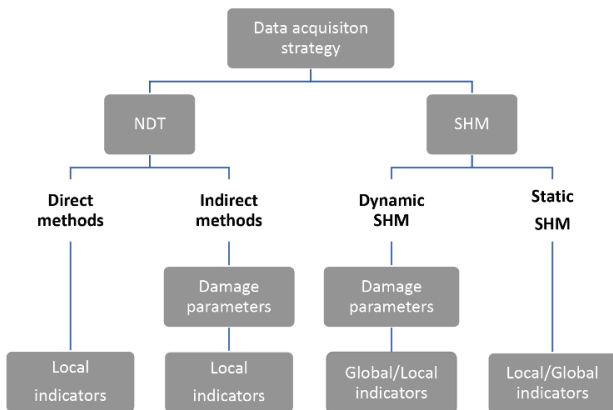 Data acquisiton
strategy
NDT
SHM
Direct
methods
Indirect
methods
Dynamic
SHM
Static
SHM
Damage
parameters
Damage
parameters
Local
indicators
Local
indicators
Global/Local
indicators
Local/Global
indicators